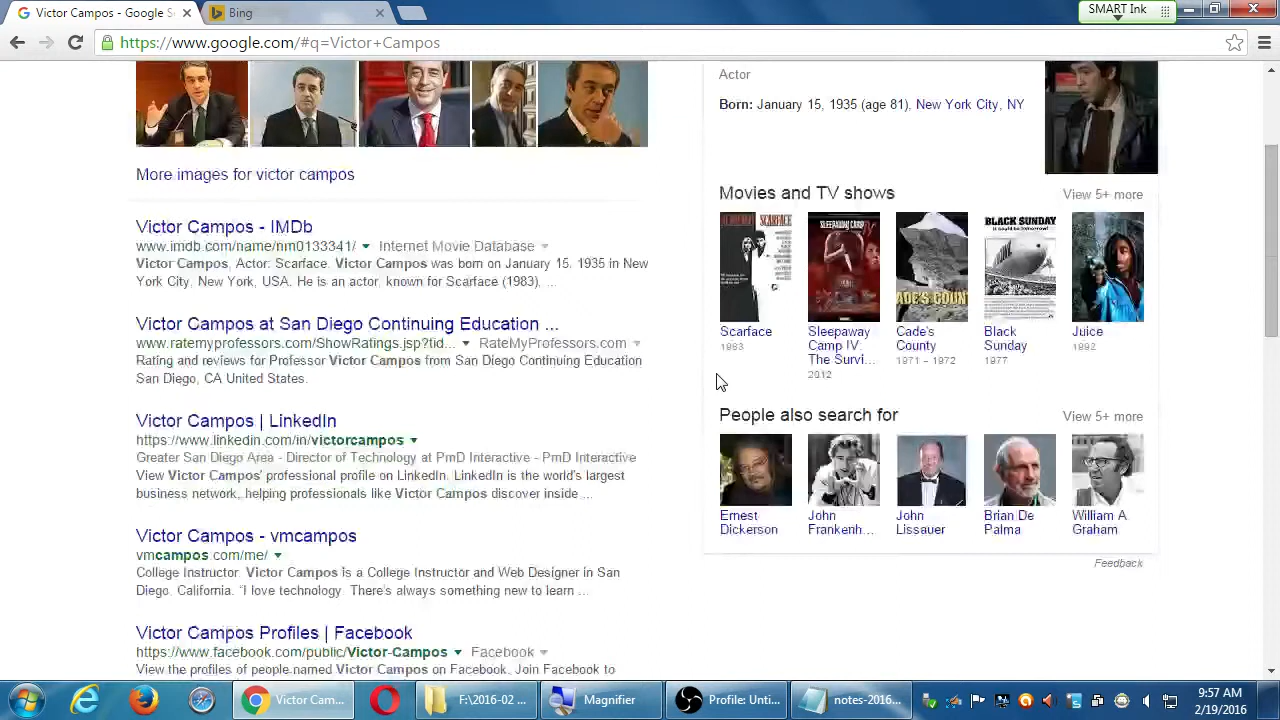 Victor Campos - Google S
Bing
SMART Ink
https://www.google.com/#q=Victor+Campos
More images for victor campos
Victor Campos - IMDb
www.imdb.com/name/nm0133341/ Internet Movie Database
Victor Campos, Actor: Scarface. Victor Campos was born on January 15, 1935 in New
York City, New York, USA. He is an actor, known for Scarface (1983), ...
Victor Campos at San Diego Continuing Education ...
www.ratemyprofessors.com/ShowRatings.jsp?tid... RateMyProfessors.com
Rating and reviews for Professor Victor Campos from San Diego Continuing Education
San Diego, CA United States.
Victor Campos | LinkedIn
https://www.linkedin.com/in/victorcampos
Greater San Diego Area - Director of Technology at PmD Interactive - PmD Interactive
View Victor Campos' professional profile on LinkedIn. LinkedIn is the world's largest
business network, helping professionals like Victor Campos discover inside ...
Victor Campos - vmcampos
vmcampos.com/me/
College Instructor. Victor Campos is a College Instructor and Web Designer in San
Diego, California. “I love technology. There's always something new to learn ...
Victor Campos Profiles | Facebook
https://www.facebook.com/public/Victor-Campos Facebook
View the profiles of people named Victor Campos on Facebook. Join Facebook to
Actor
Born: January 15, 1935 (age 81), New York City, NY
Movies and TV shows
View 5+ more
SCARFACE
SLEEPAWAY CAMP
ADE'S COUNT
BLACK SUNDAY
Scarface
1983
Sleepaway
Camp IV:
The Survi...
2012
Cade's
County
1971 - 1972
Black
Sunday
1977
Juice
1992
People also search for
View 5+ more
Ernest
Dickerson
John
Frankenh...
John
Lissauer
Brian De
Palma
William A.
Graham
Feedback
Victor Cam...
F:\2016-02 ...
Magnifier
Profile: Unti...
notes-2016...
9:57 AM
2/19/2016